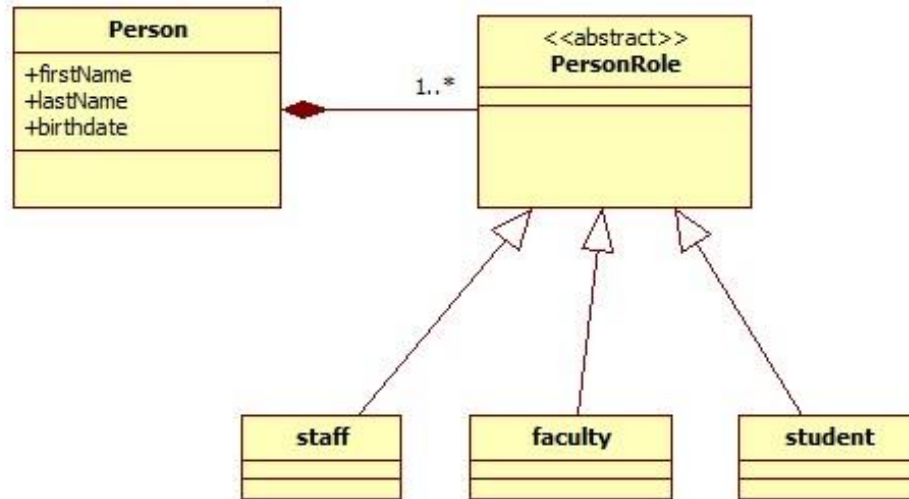 Person
+firstName
+lastName
+birthdate
1..*
<<abstract>>
PersonRole
staff
faculty
student